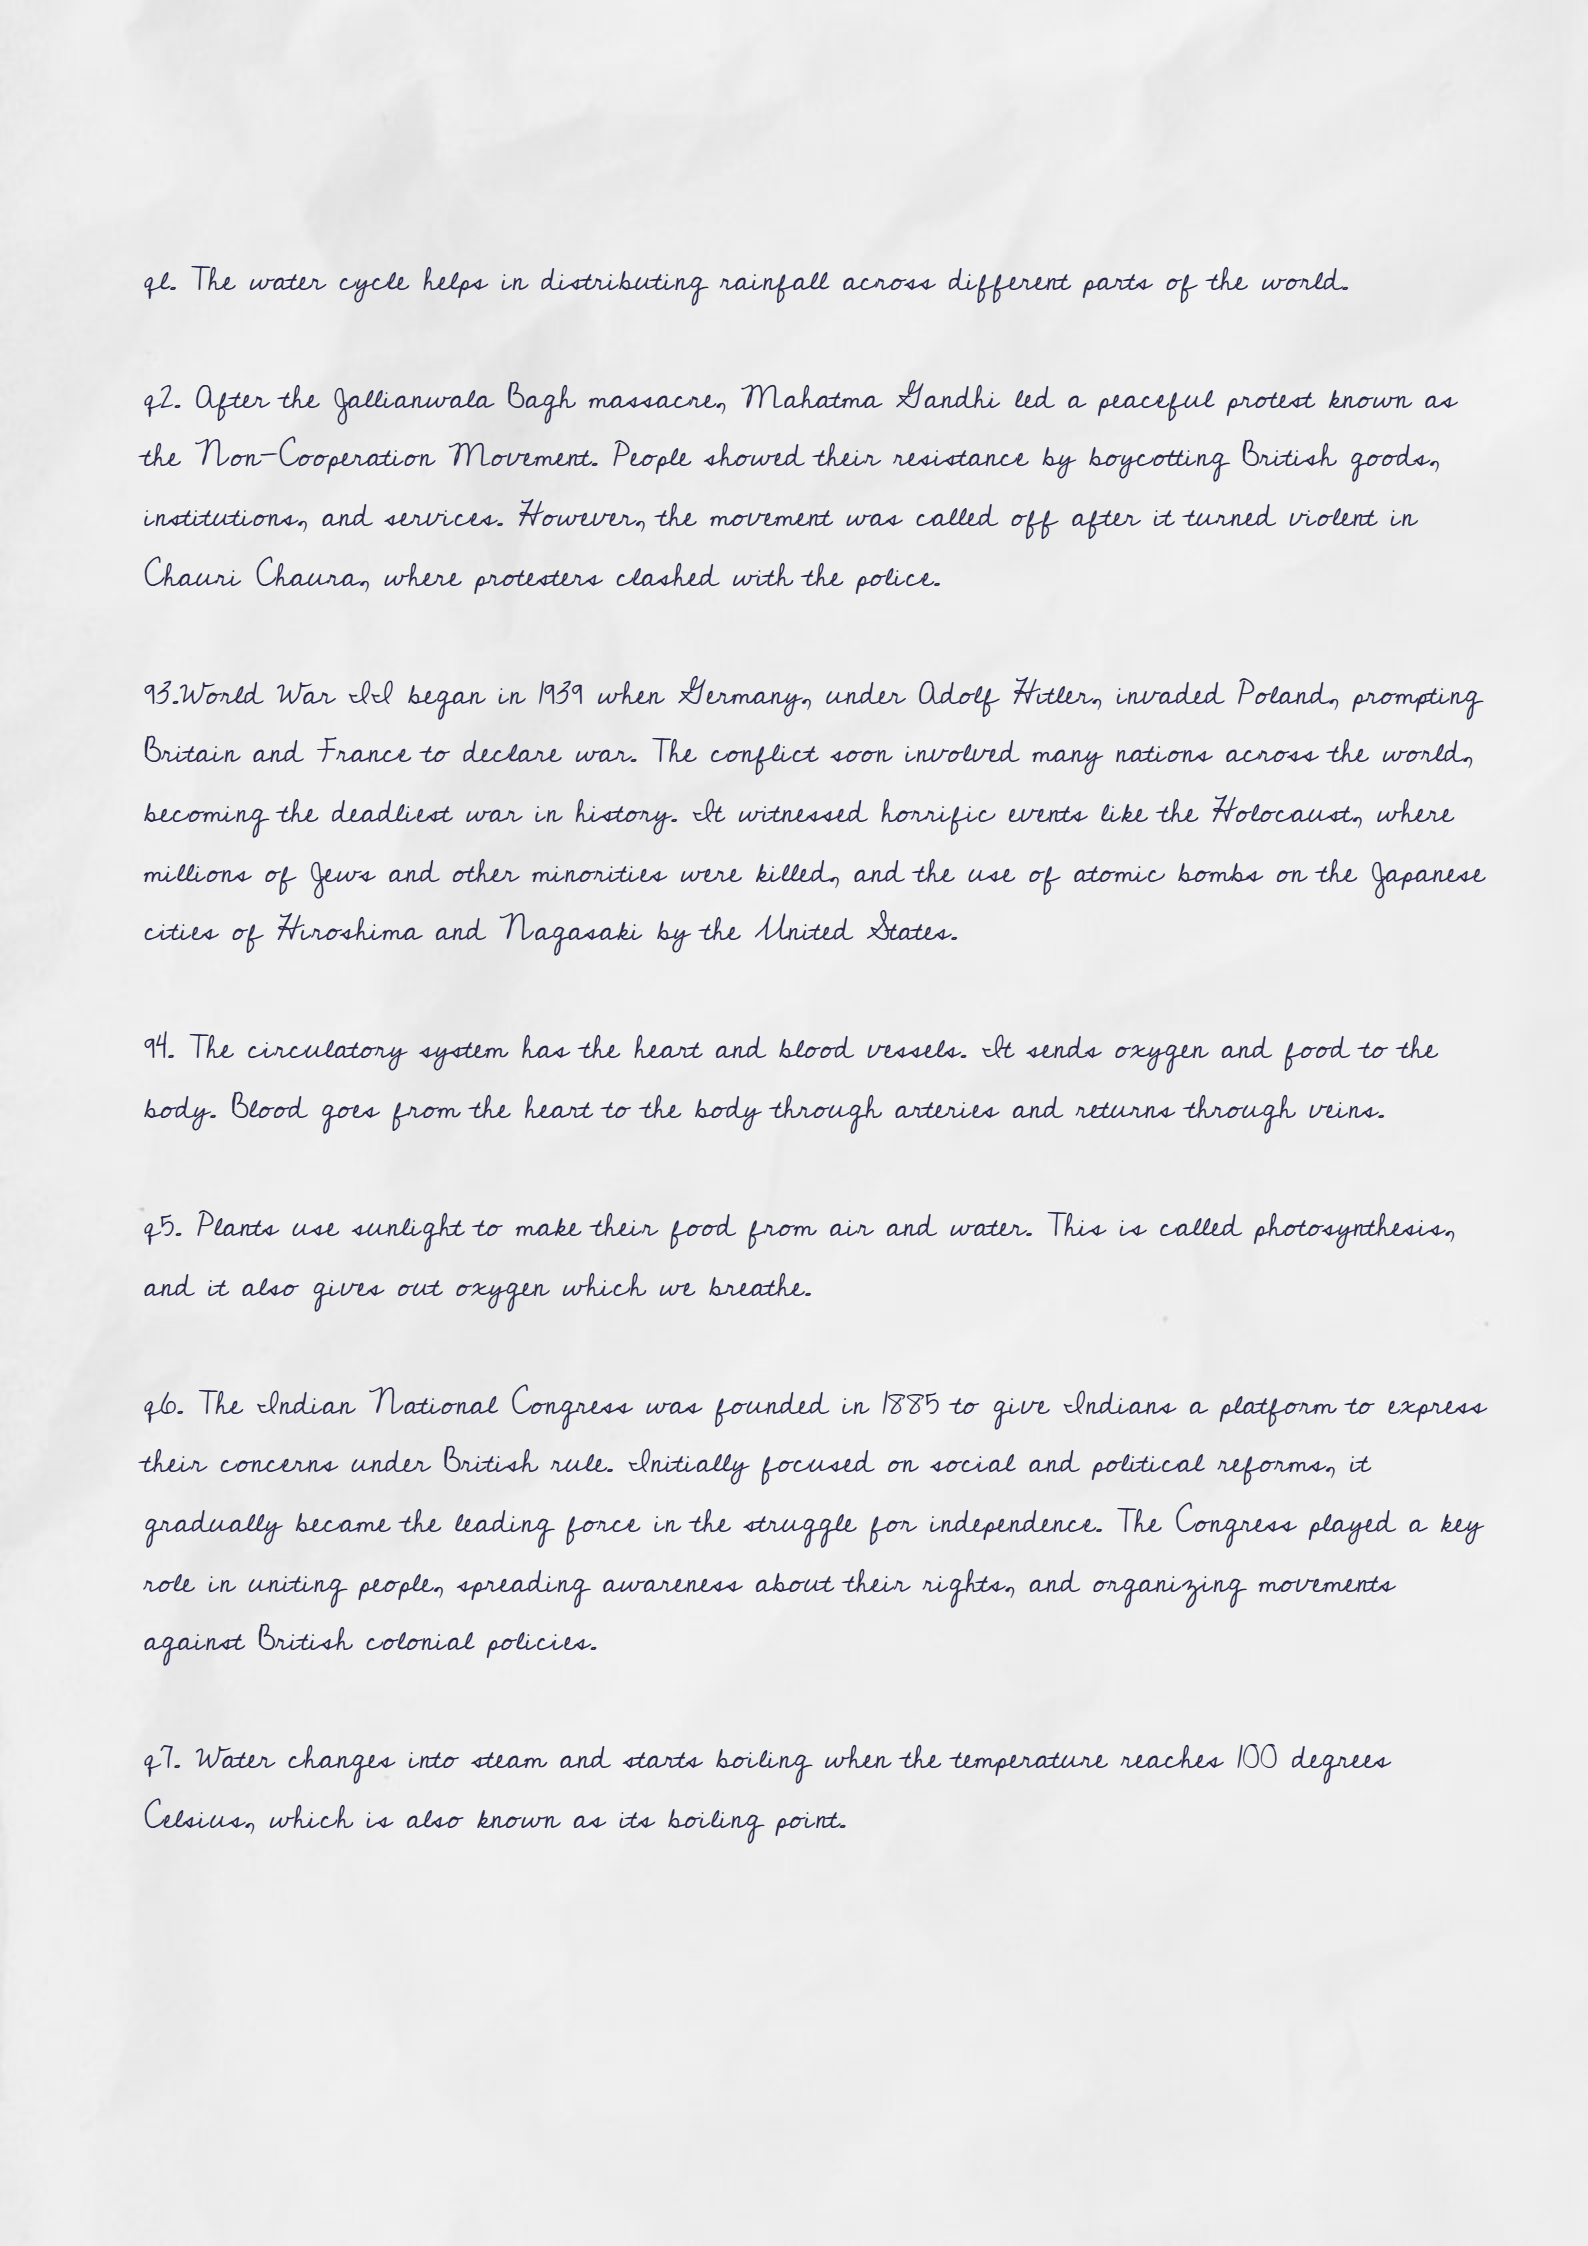 q1. The water cycle helps in distributing rainfall across different parts of the world.
q2. After the Jallianwala Bagh massacre, Mahatma Gandhi led a peaceful protest known as
the Non-Cooperation Movement. People showed their resistance by boycotting British goods,
institutions, and services. However, the movement was called off after it turned violent in
Chauri Chaura, where protesters clashed with the police.
q3.World War II began in 1939 when Germany, under Adolf Hitler, invaded Poland, prompting
Britain and France to declare war. The conflict soon involved many nations across the world,
becoming the deadliest war in history. It witnessed horrific events like the Holocaust, where
millions of Jews and other minorities were killed, and the use of atomic bombs on the Japanese
cities of Hiroshima and Nagasaki by the United States.
q4. The circulatory system has the heart and blood vessels. It sends oxygen and food to the
body. Blood goes from the heart to the body through arteries and returns through veins.
q5. Plants use sunlight to make their food from air and water. This is called photosynthesis,
and it also gives out oxygen which we breathe.
q6. The Indian National Congress was founded in 1885 to give Indians a platform to express
their concerns under British rule. Initially focused on social and political reforms, it
gradually became the leading force in the struggle for independence. The Congress played a key
role in uniting people, spreading awareness about their rights, and organizing movements
against British colonial policies.
q7. Water changes into steam and starts boiling when the temperature reaches 100 degrees
Celsius, which is also known as its boiling point.